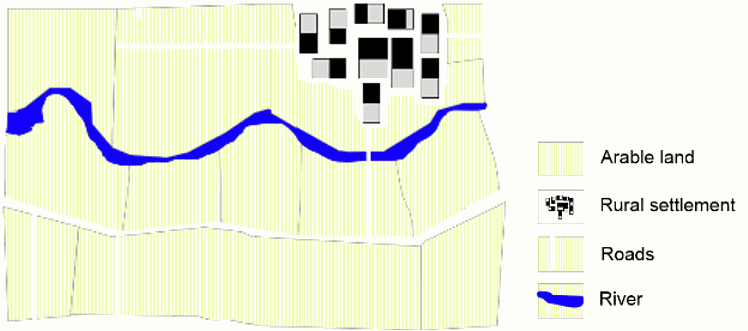 Arable land
Rural settlement
Roads
River